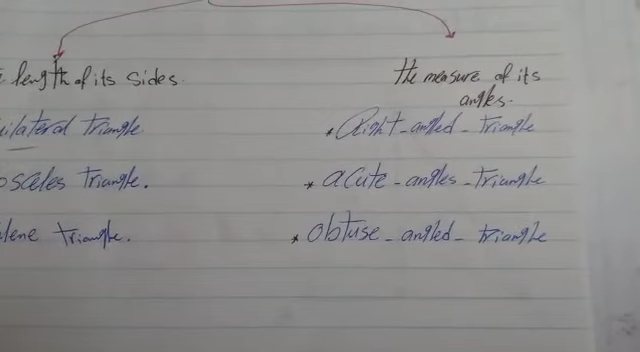 length of its sides.
the measure of its
angles.
ilateral triangle
* Right-angled-triangle
osceles triangle.
* acute-angles-triangle
lene triangle.
* obtuse-angled-triangle